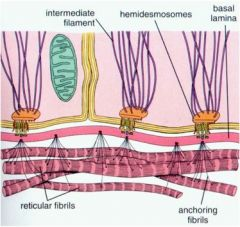 intermediate
filament
hemidesmosomes
basal
lamina
reticular fibrils
anchoring
fibrils